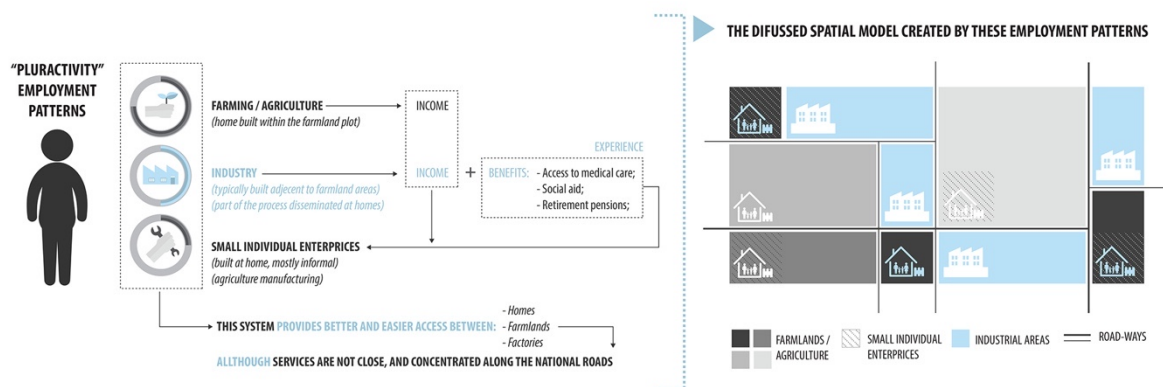 "PLURACTIVITY"
EMPLOYMENT
PATTERNS
FARMING / AGRICULTURE
(home built within the farmland plot)
INCOME
INDUSTRY
(typically built adjecent to farmland areas)
(part of the process disseminated at homes)
INCOME
+
EXPERIENCE
BENEFITS:
- Access to medical care;
- Social aid;
- Retirement pensions;
SMALL INDIVIDUAL ENTERPRICES
(built at home, mostly informal)
(agriculture manufacturing)
THIS SYSTEM PROVIDES BETTER AND EASIER ACCESS BETWEEN:
- Homes
- Farmlands
- Factories
ALLTHOUGH SERVICES ARE NOT CLOSE, AND CONCENTRATED ALONG THE NATIONAL ROADS
THE DIFUSSED SPATIAL MODEL CREATED BY THESE EMPLOYMENT PATTERNS
FARMLANDS /
AGRICULTURE
SMALL INDIVIDUAL
ENTERPRICES
INDUSTRIAL AREAS
ROAD-WAYS